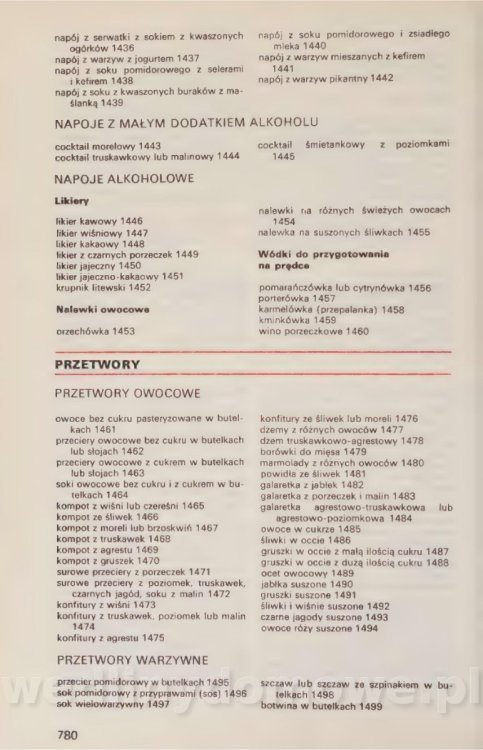 napój z serwatki z sokiem z kwaszonych
ogórków 1436
napój z warzyw z jogurtem 1437
napój z soku pomidorowego z selerami
i kefirem 1438
napój z soku z kwaszonych buraków z ma-
ślanką 1439
napój z soku pomidorowego i zsiadłego
mleka 1440
napój z warzyw mieszanych z kefirem
1441
napój z warzyw pikantny 1442
NAPOJE Z MAŁYM DODATKIEM ALKOHOLU
cocktail morelowy 1443
cocktail truskawkowy lub malinowy 1444
cocktail śmietankowy z poziomkami
1445
NAPOJE ALKOHOLOWE
Likiery
likier kawowy 1446
likier wiśniowy 1447
likier kakaowy 1448
likier z czarnych porzeczek 1449
likier jajeczny 1450
likier jajeczno-kakaowy 1451
krupnik litewski 1452
Nalewki owocowe
orzechówka 1453
nalewki na różnych świeżych owocach
1454
nalewka na suszonych śliwkach 1455
Wódki do przygotowania
na prędce
pomarańczówka lub cytrynówka 1456
porterówka 1457
karmelówka (przepalanka) 1458
kminkówka 1459
wino porzeczkowe 1460
PRZETWORY
PRZETWORY OWOCOWE
owoce bez cukru pasteryzowane w butel-
kach 1461
przeciery owocowe bez cukru w butelkach
lub słojach 1462
przeciery owocowe z cukrem w butelkach
lub słojach 1463
soki owocowe bez cukru i z cukrem w bu-
telkach 1464
kompot z wiśni lub czereśni 1465
kompot ze śliwek 1466
kompot z moreli lub brzoskwiń 1467
kompot z truskawek 1468
kompot z agrestu 1469
kompot z gruszek 1470
surowe przeciery z porzeczek 1471
surowe przeciery z poziomek, truskawek,
czarnych jagód, soku z malin 1472
konfitury z wiśni 1473
konfitury z truskawek, poziomek lub malin
1474
konfitury z agrestu 1475
konfitury ze śliwek lub moreli 1476
dżemy z różnych owoców 1477
dżem truskawkowo-agrestowy 1478
borówki do mięsa 1479
marmolady z różnych owoców 1480
powidła ze śliwek 1481
galaretka z jabłek 1482
galaretka z porzeczek i malin 1483
galaretka agrestowo-truskawkowa lub
agrestowo-poziomkowa 1484
owoce w cukrze 1485
śliwki w occie 1486
gruszki w occie z małą ilością cukru 1487
gruszki w occie z dużą ilością cukru 1488
ocet owocowy 1489
jabłka suszone 1490
gruszki suszone 1491
śliwki i wiśnie suszone 1492
czarne jagody suszone 1493
owoce róży suszone 1494
PRZETWORY WARZYWNE
przecier pomidorowy w butelkach 1495
sok pomidorowy z przyprawami (sos) 1496
sok wielowarzywny 1497
szczaw lub szczaw ze szpinakiem w bu-
telkach 1498
botwina w butelkach 1499
780